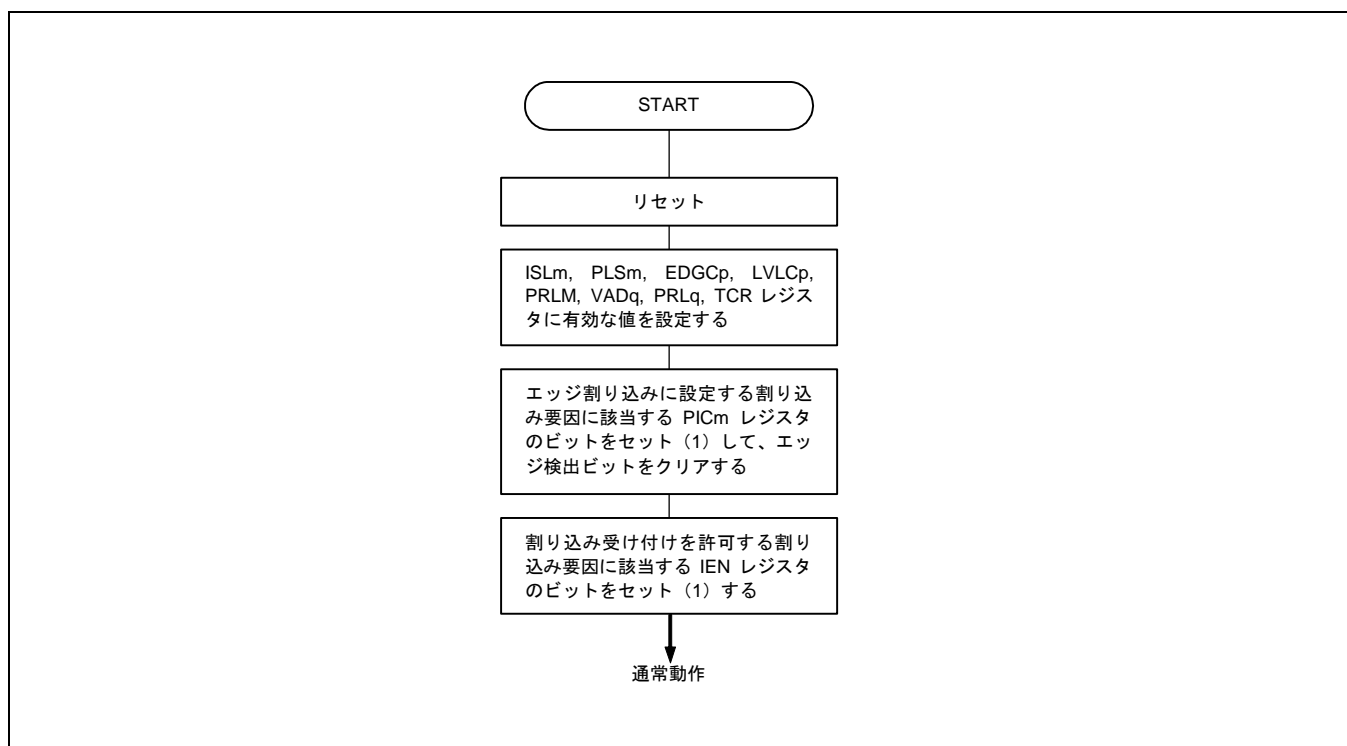 START
リセット
ISLm, PLSm, EDGCp, LVLCp,
PRLM, VADq, PRLq, TCR レジス
タに有効な値を設定する
エッジ割り込みに設定する割り込
み要因に該当する PICm レジスタ
のビットをセット（1）して、エッ
ジ検出ビットをクリアする
割り込み受け付けを許可する割り
込み要因に該当する IEN レジスタ
のビットをセット（1）する
通常動作